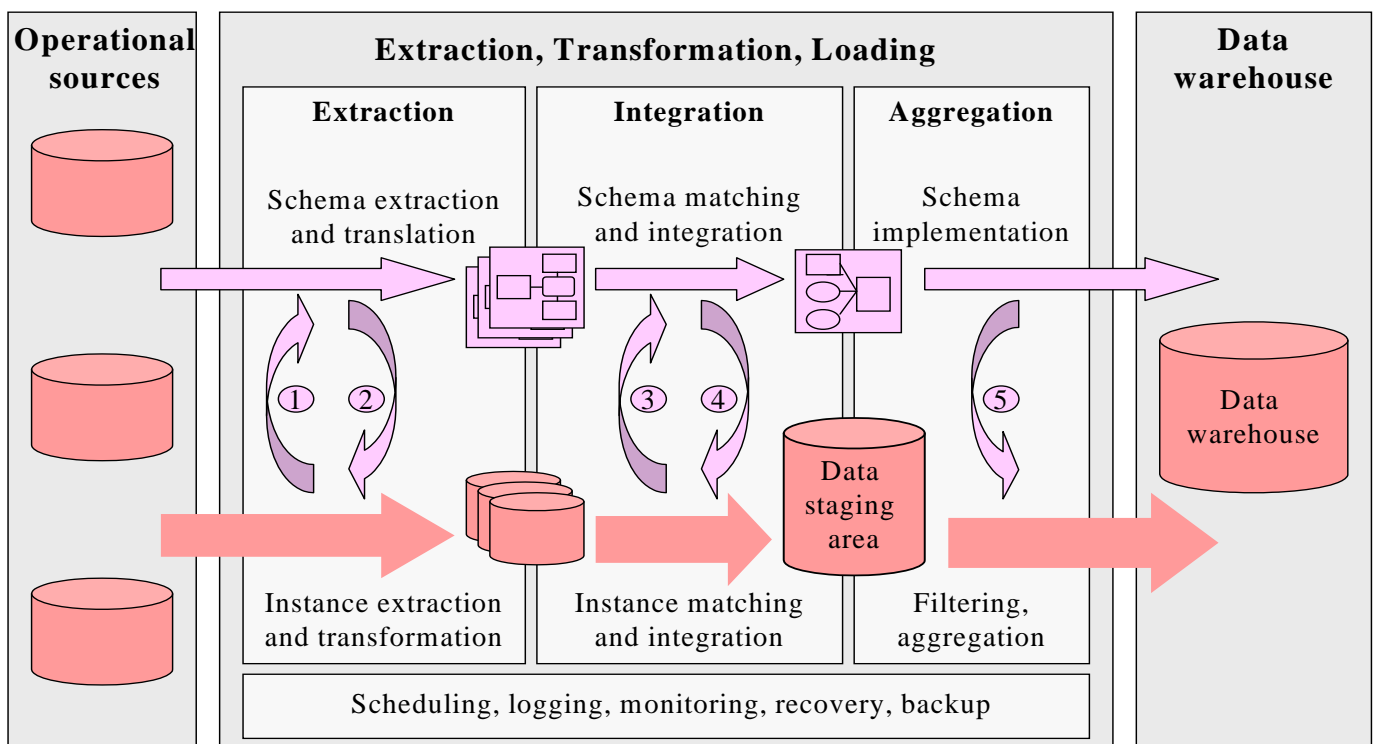 Operational
sources
Extraction, Transformation, Loading
Data
warehouse
Extraction
Integration
Aggregation
Schema extraction
and translation
Schema matching
and integration
Schema
implementation
1
2
3
4
5
Data
warehouse
Data
staging
area
Instance extraction
and transformation
Instance matching
and integration
Filtering,
aggregation
Scheduling, logging, monitoring, recovery, backup